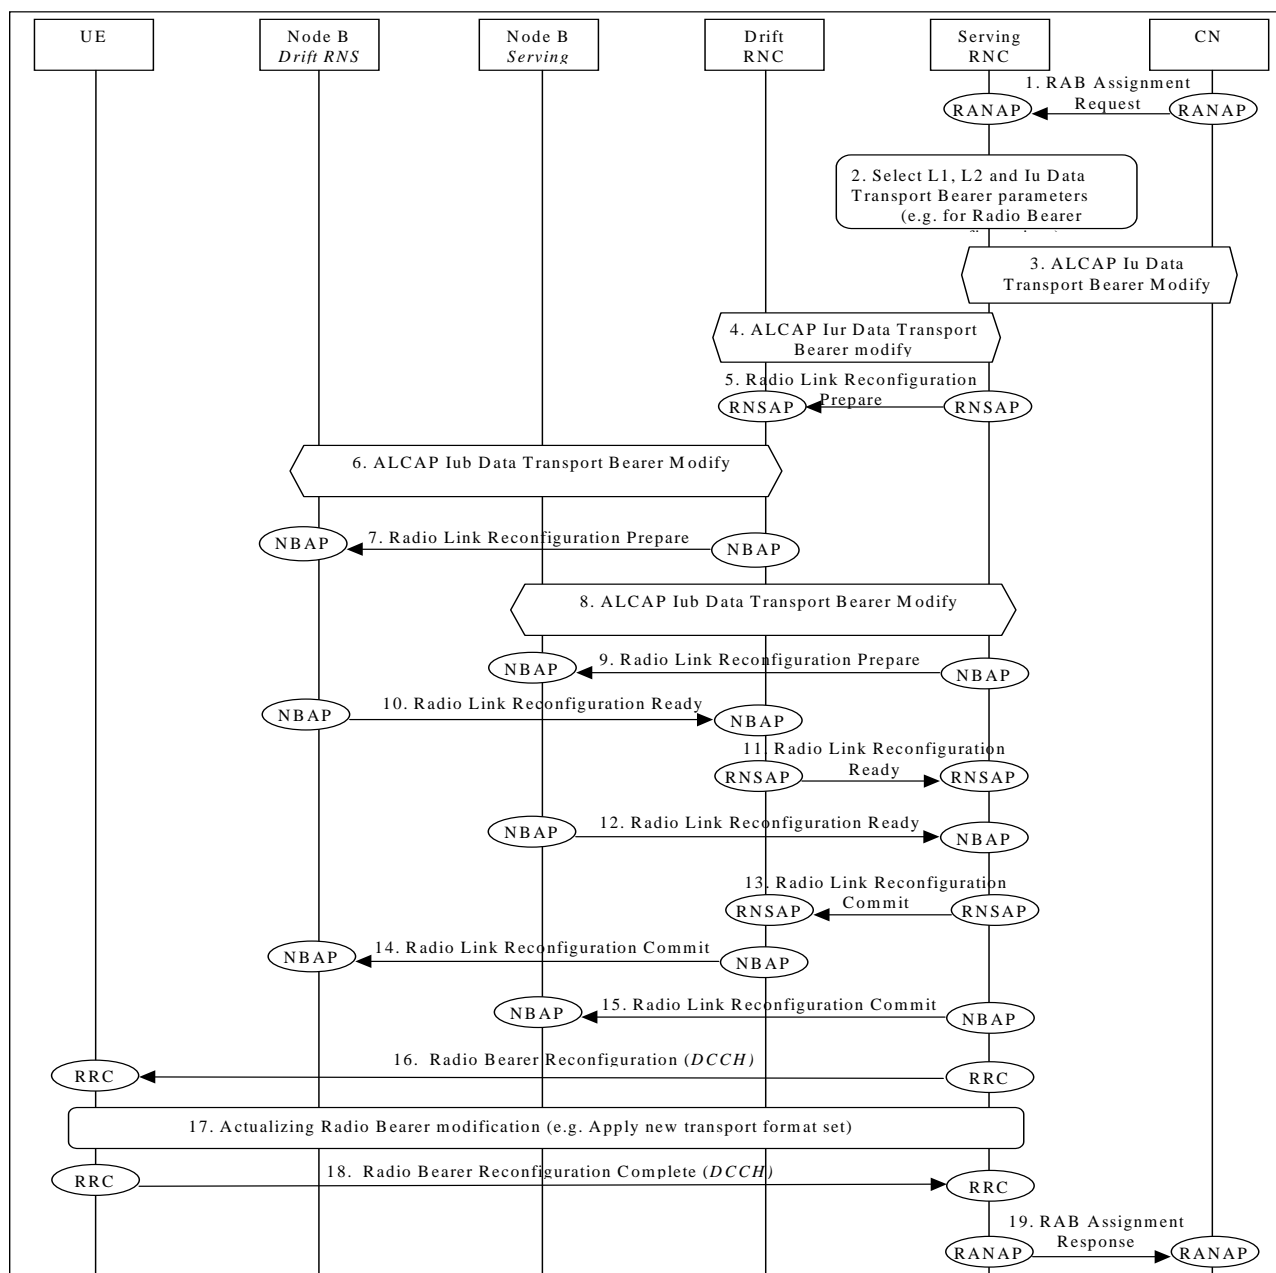 UE
Node B
Drift RNS
Node B
Serving
Drift
RNC
Serving
RNC
CN
1. RAB Assignment
Request
RANAP
RANAP
2. Select L1, L2 and Iu Data
Transport Bearer parameters
(e.g. for Radio Bearer
3. ALCAP Iu Data
Transport Bearer Modify
4. ALCAP Iur Data Transport
Bearer modify
5. Radio Link Reconfiguration
Prepare
RNSAP
RNSAP
6. ALCAP Iub Data Transport Bearer Modify
7. Radio Link Reconfiguration Prepare
NBAP
NBAP
8. ALCAP Iub Data Transport Bearer Modify
9. Radio Link Reconfiguration Prepare
NBAP
NBAP
10. Radio Link Reconfiguration Ready
NBAP
NBAP
11. Radio Link Reconfiguration
Ready
RNSAP
RNSAP
12. Radio Link Reconfiguration Ready
NBAP
NBAP
13. Radio Link Reconfiguration
Commit
RNSAP
RNSAP
14. Radio Link Reconfiguration Commit
NBAP
NBAP
15. Radio Link Reconfiguration Commit
NBAP
NBAP
16. Radio Bearer Reconfiguration (DCCH)
RRC
RRC
17. Actualizing Radio Bearer modification (e.g. Apply new transport format set)
18. Radio Bearer Reconfiguration Complete (DCCH)
RRC
RRC
19. RAB Assignment
Response
RANAP
RANAP